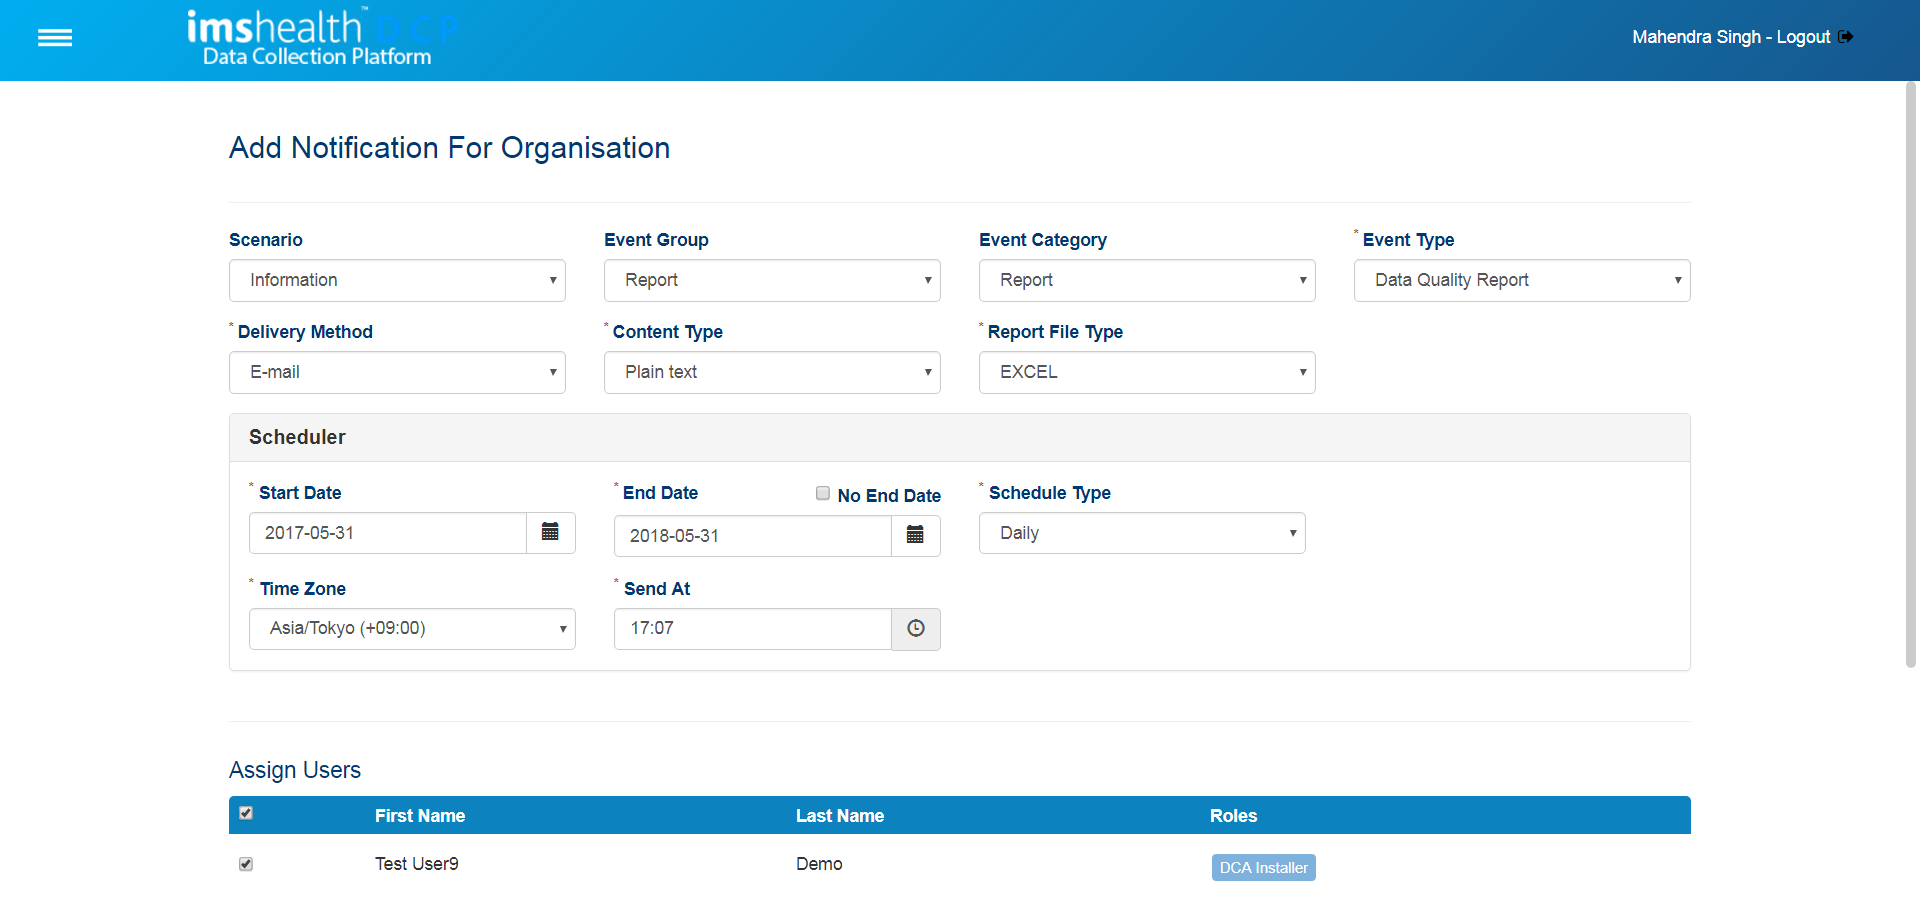 imshealth™ DCP
Data Collection Platform
Mahendra Singh - Logout
Add Notification For Organisation
Scenario Event Group Event Category * Event Type
Information Report Report Data Quality Report
* Delivery Method * Content Type * Report File Type
E-mail Plain text EXCEL
Scheduler
* Start Date * End Date No End Date * Schedule Type
2017-05-31 2018-05-31 Daily
* Time Zone * Send At
Asia/Tokyo (+09:00) 17:07
Assign Users
First Name Last Name Roles
Test User9 Demo DCA Installer